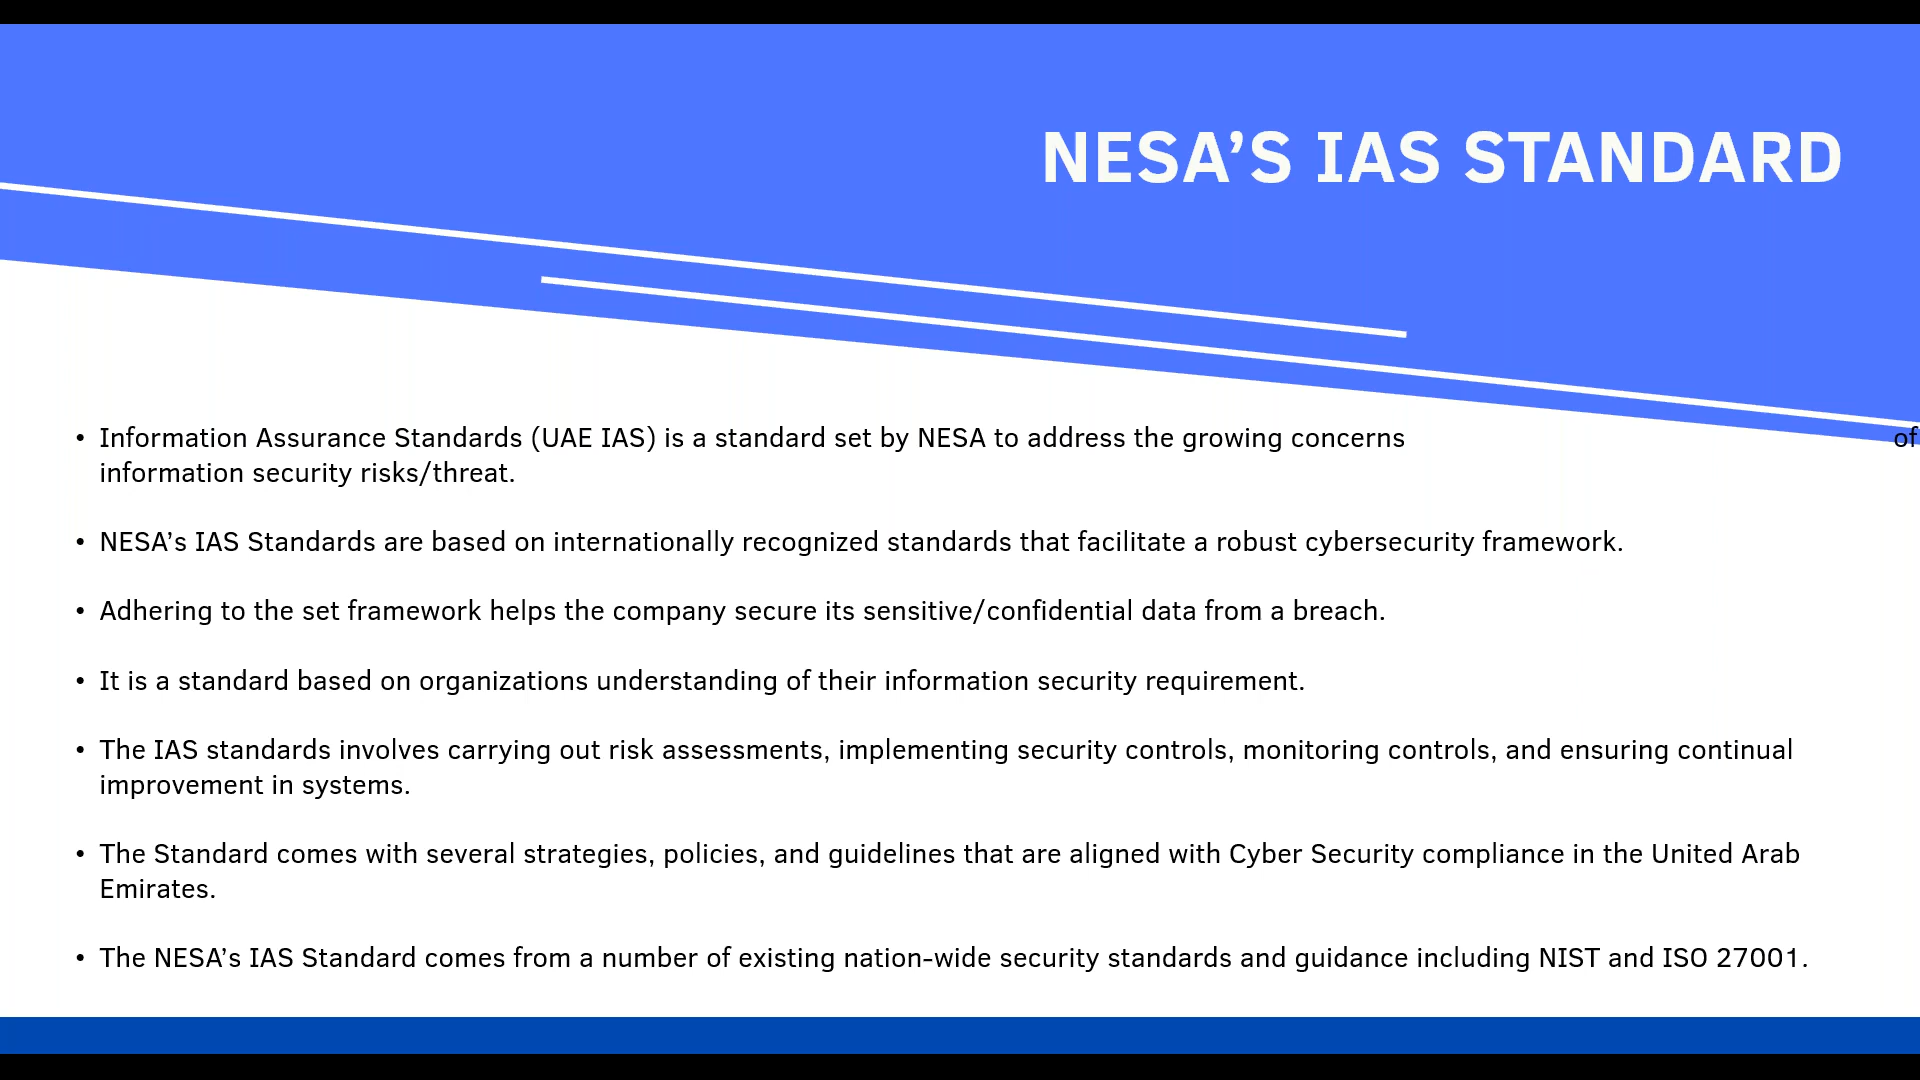 NESA’S IAS STANDARD
• Information Assurance Standards (UAE IAS) is a standard set by NESA to address the growing concerns of
information security risks/threat.
• NESA’s IAS Standards are based on internationally recognized standards that facilitate a robust cybersecurity framework.
• Adhering to the set framework helps the company secure its sensitive/confidential data from a breach.
• It is a standard based on organizations understanding of their information security requirement.
• The IAS standards involves carrying out risk assessments, implementing security controls, monitoring controls, and ensuring continual
improvement in systems.
• The Standard comes with several strategies, policies, and guidelines that are aligned with Cyber Security compliance in the United Arab
Emirates.
• The NESA’s IAS Standard comes from a number of existing nation-wide security standards and guidance including NIST and ISO 27001.